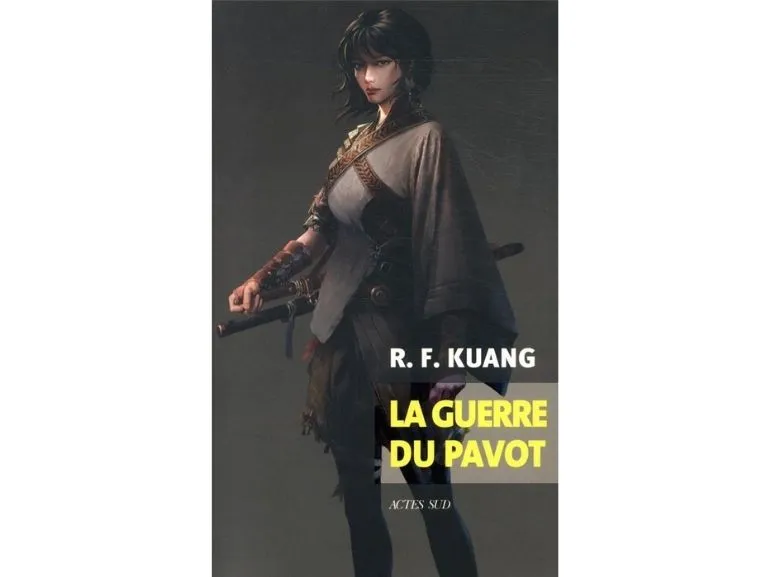 R. F. KUANG
LA GUERRE
DU PAVOT
ACTES SUD